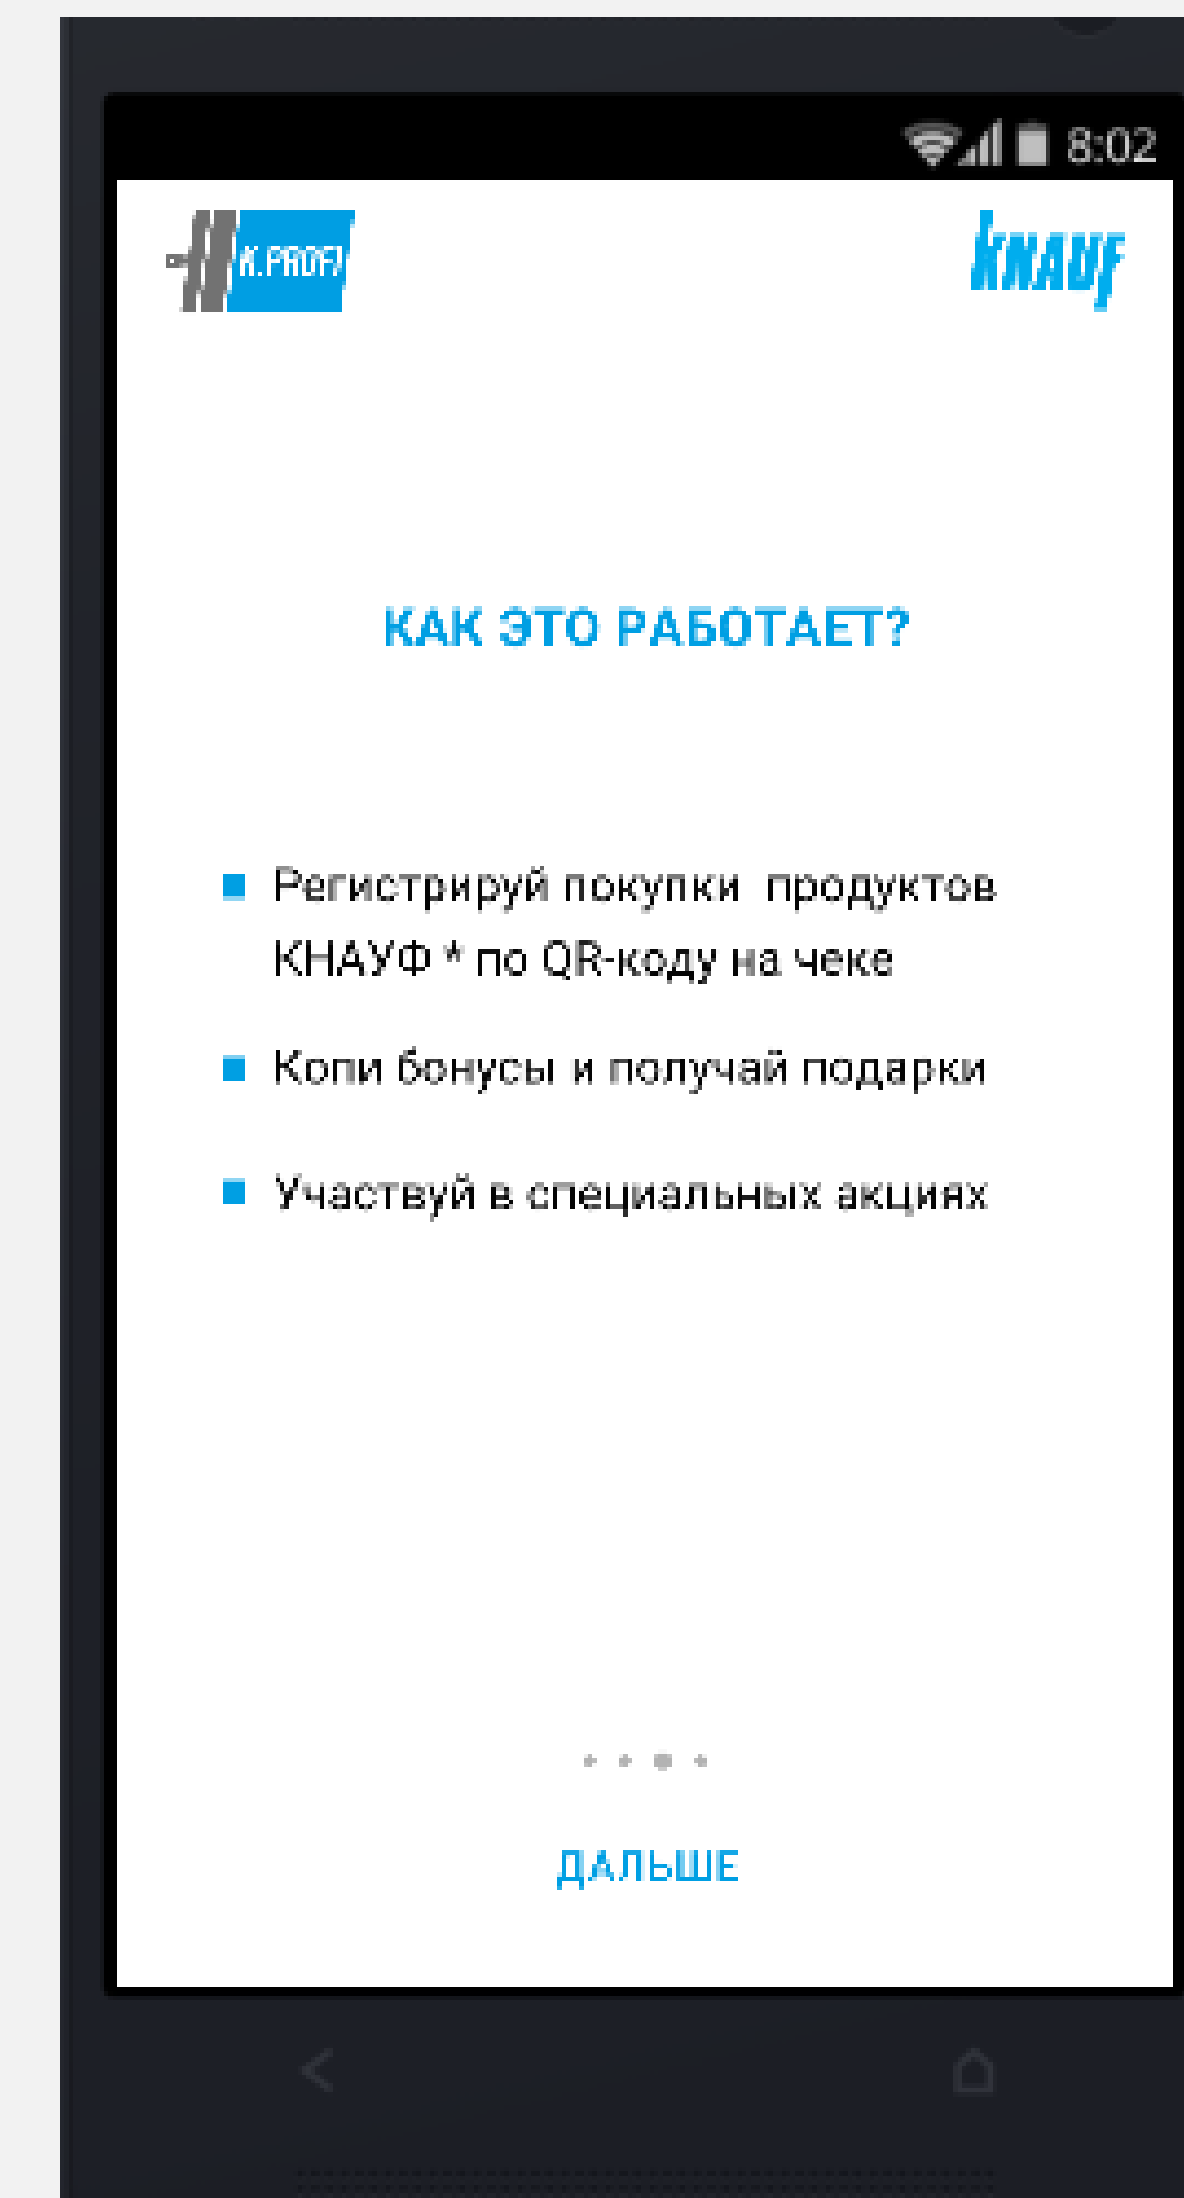 8:02
K.PROFI
KNAUF
КАК ЭТО РАБОТАЕТ?
Регистрируй покупки продуктов
КНАУФ * по QR-коду на чеке
Копи бонусы и получай подарки
Участвуй в специальных акциях
ДАЛЬШЕ